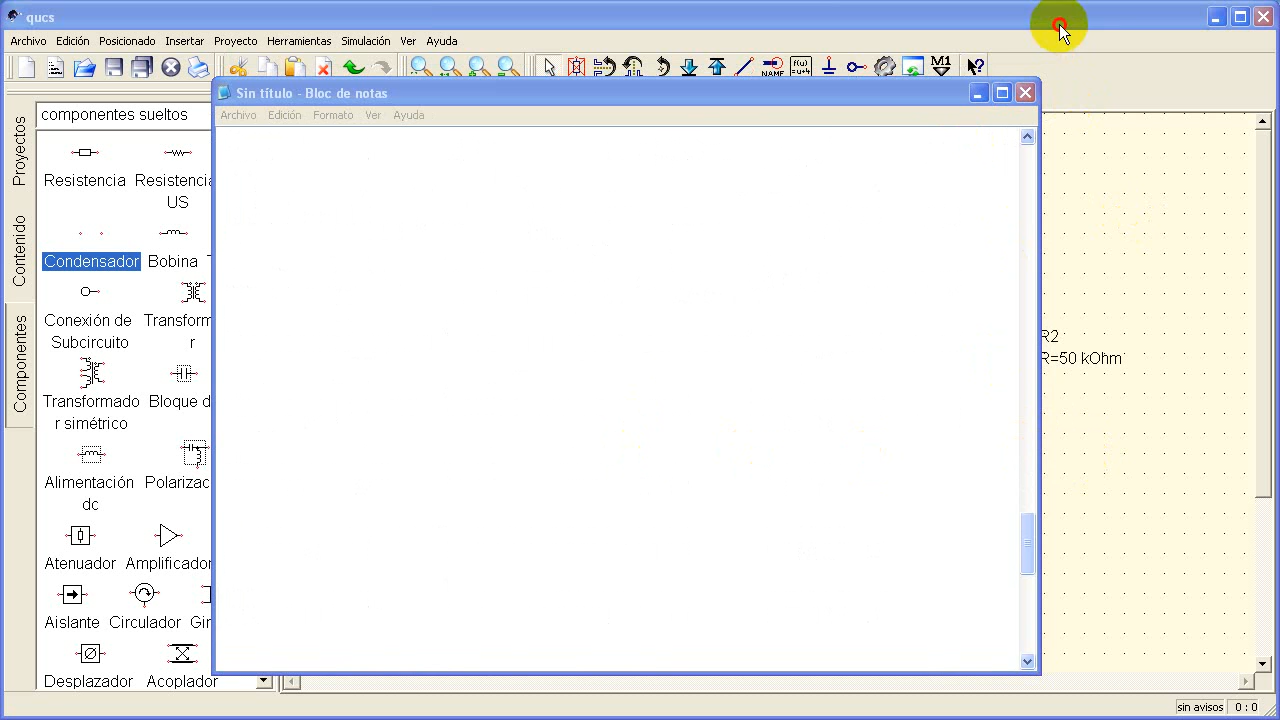 qucs
Archivo Edición Posicionado Insertar Proyecto Herramientas Simulación Ver Ayuda
NAME
M1
Sin título - Bloc de notas
Archivo Edición Formato Ver Ayuda
Proyectos
Contenido
Componentes
componentes sueltos
Resistencia Resistencia
US
Condensador Bobina
Conexión de Transform
Subcircuito r
Transformado Bloque d
r simétrico
Alimentación Polarizac
dc
Atenuador Amplificador
Aislante Circulador Gir
Desplazador Acoplador
R2
R=50 kOhm
sin avisos 0 : 0